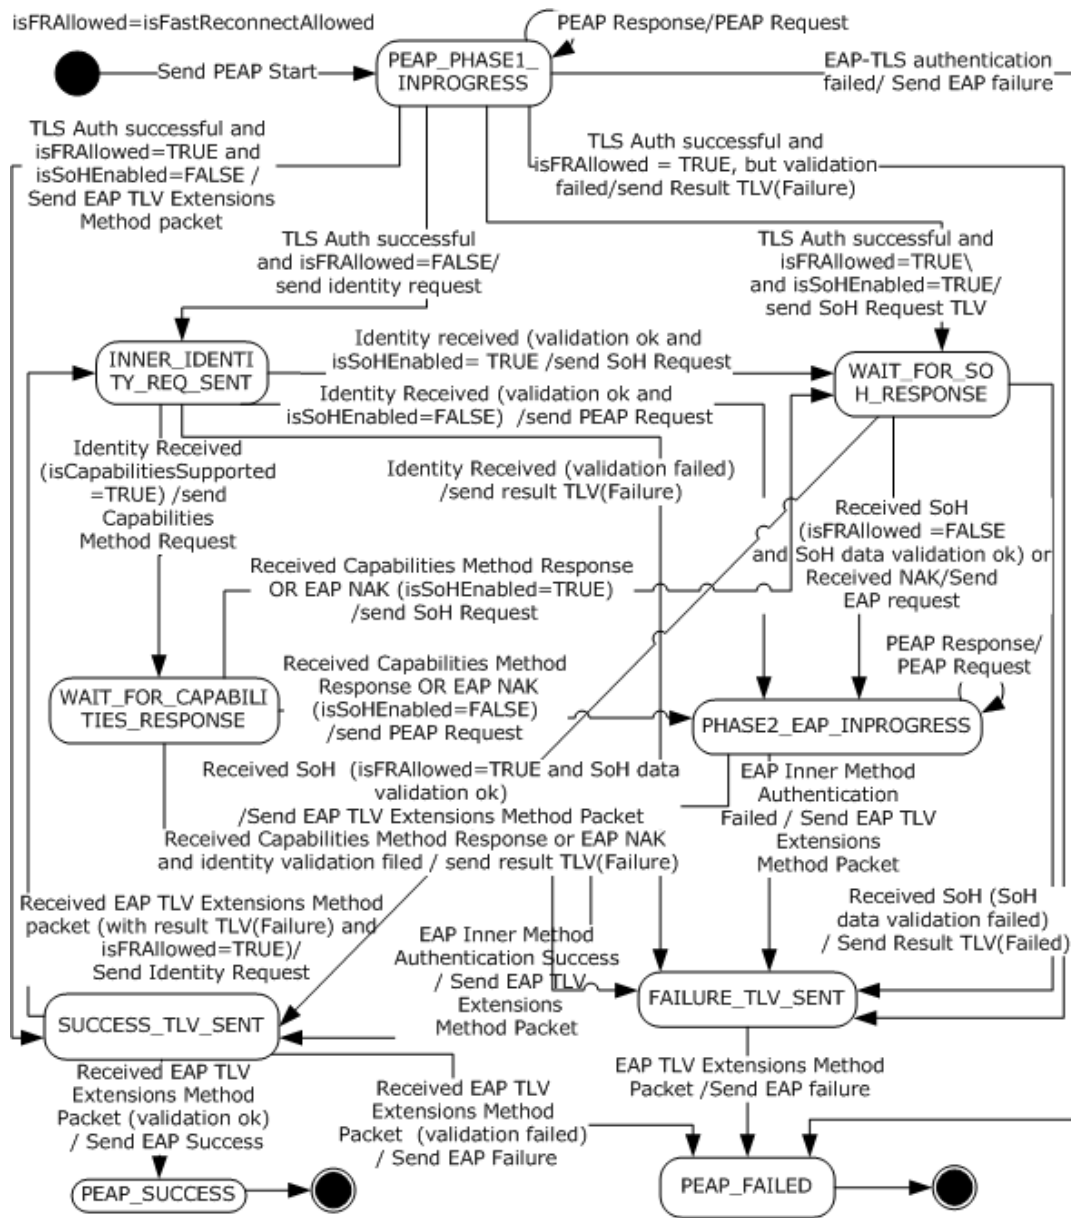 isFRAllowed=isFastReconnectAllowed
PEAP Response/PEAP Request
Send PEAP Start
PEAP_PHASE1_
INPROGRESS
EAP-TLS authentication
failed/ Send EAP failure
TLS Auth successful and
isFRAllowed=TRUE and
isSoHEnabled=FALSE /
Send EAP TLV Extensions
Method packet
TLS Auth successful and
isFRAllowed = TRUE, but validation
failed/send Result TLV(Failure)
TLS Auth successful
and isFRAllowed=FALSE/
send identity request
TLS Auth successful and
isFRAllowed=TRUE\
and isSoHEnabled=TRUE/
send SoH Request TLV
INNER_IDENTI
TY_REQ_SENT
Identity received (validation ok and
isSoHEnabled= TRUE /send SoH Request
WAIT_FOR_SO
H_RESPONSE
Identity Received (validation ok and
isSoHEnabled=FALSE)  /send PEAP Request
Identity Received
(isCapabilitiesSupported
=TRUE) /send
Capabilities
Method Request
Identity Received (validation failed)
/send result TLV(Failure)
Received SoH
(isFRAllowed =FALSE
and SoH data validation ok) or
Received NAK/Send
EAP request
Received Capabilities Method Response
OR EAP NAK (isSoHEnabled=TRUE)
/send SoH Request
PEAP Response/
PEAP Request
WAIT_FOR_CAPABILI
TIES_RESPONSE
Received Capabilities Method
Response OR EAP NAK
(isSoHEnabled=FALSE)
/send PEAP Request
PHASE2_EAP_INPROGRESS
Received SoH  (isFRAllowed=TRUE and SoH data
validation ok)
/Send EAP TLV Extensions Method Packet
EAP Inner Method
Authentication
Failed / Send EAP TLV
Extensions
Method Packet
Received Capabilities Method Response or EAP NAK
and identity validation filed / send result TLV(Failure)
Received EAP TLV Extensions Method
packet (with result TLV(Failure) and
isFRAllowed=TRUE)/
Send Identity Request
EAP Inner Method
Authentication Success
/ Send EAP TLV
Extensions
Method Packet
Received SoH (SoH
data validation failed)
/ Send Result TLV(Failed)
SUCCESS_TLV_SENT
FAILURE_TLV_SENT
Received EAP TLV
Extensions Method
Packet (validation ok)
/ Send EAP Success
Received EAP TLV
Extensions Method
Packet  (validation failed)
/ Send EAP Failure
EAP TLV Extensions Method
Packet /Send EAP failure
PEAP_SUCCESS
PEAP_FAILED